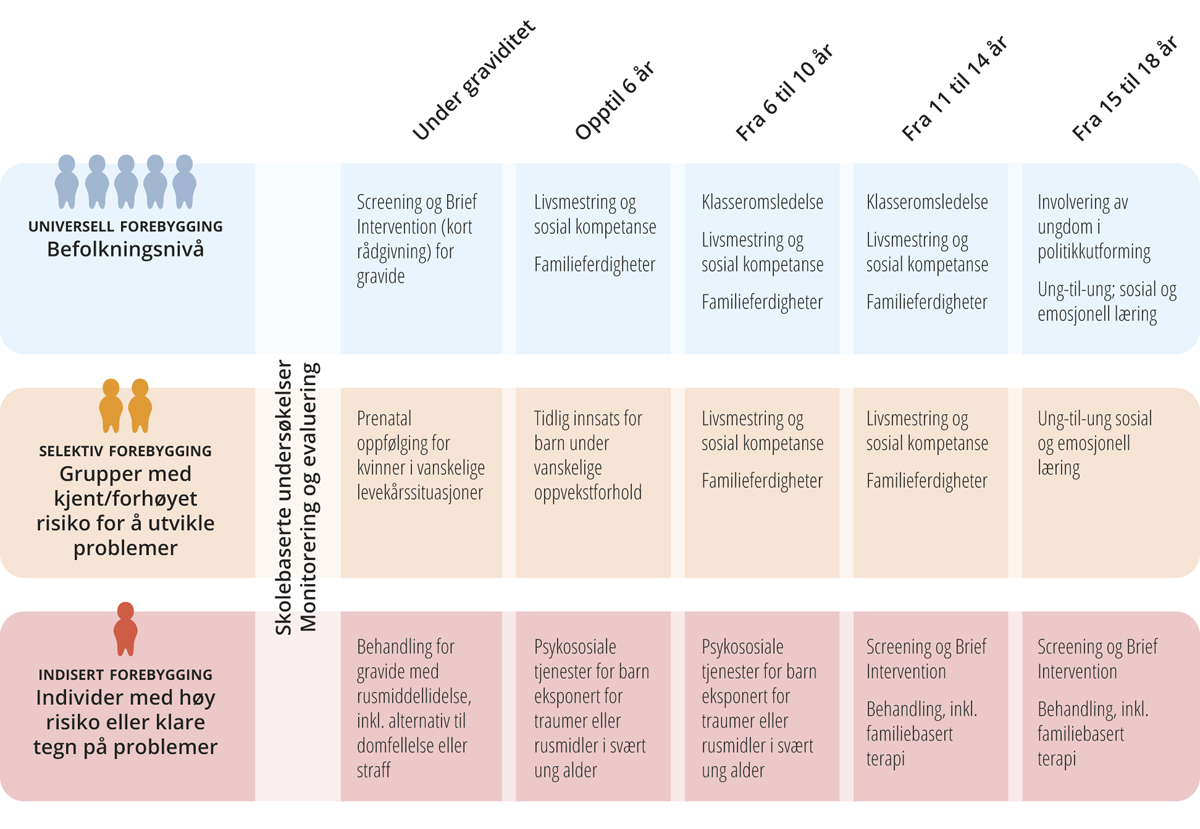 Under graviditet
Opptil 6 år
Fra 6 til 10 år
Fra 11 til 14 år
Fra 15 til 18 år
UNIVERSELL FOREBYGGING
Befolkningsnivå
Screening og Brief
Intervention (kort
rådgivning) for
gravide
Livsmestring og
sosial kompetanse
Familieferdigheter
Klasseromsledelse
Livsmestring og
sosial kompetanse
Familieferdigheter
Klasseromsledelse
Livsmestring og
sosial kompetanse
Familieferdigheter
Involvering av
ungdom i
politikkutforming
Ung-til-ung; sosial og
emosjonell læring
Skolebaserte undersøkelser
Monitorering og evaluering
SELEKTIV FOREBYGGING
Grupper med
kjent/forhøyet
risiko for å utvikle
problemer
Prenatal
oppfølging for
kvinner i vanskelige
levekårssituasjoner
Tidlig innsats for
barn under
vanskelige
oppvekstforhold
Livsmestring og
sosial kompetanse
Familieferdigheter
Livsmestring og
sosial kompetanse
Familieferdigheter
Ung-til-ung sosial
og emosjonell
læring
INDISERT FOREBYGGING
Individer med høy
risiko eller klare
tegn på problemer
Behandling for
gravide med
rusmiddellidelse,
inkl. alternativ til
domfellelse eller
straff
Psykososiale
tjenester for barn
eksponert for
traumer eller
rusmidler i svært
ung alder
Psykososiale
tjenester for barn
eksponert for
traumer eller
rusmidler i svært
ung alder
Screening og Brief
Intervention
Behandling, inkl.
familiebasert
terapi
Screening og Brief
Intervention
Behandling, inkl.
familiebasert
terapi